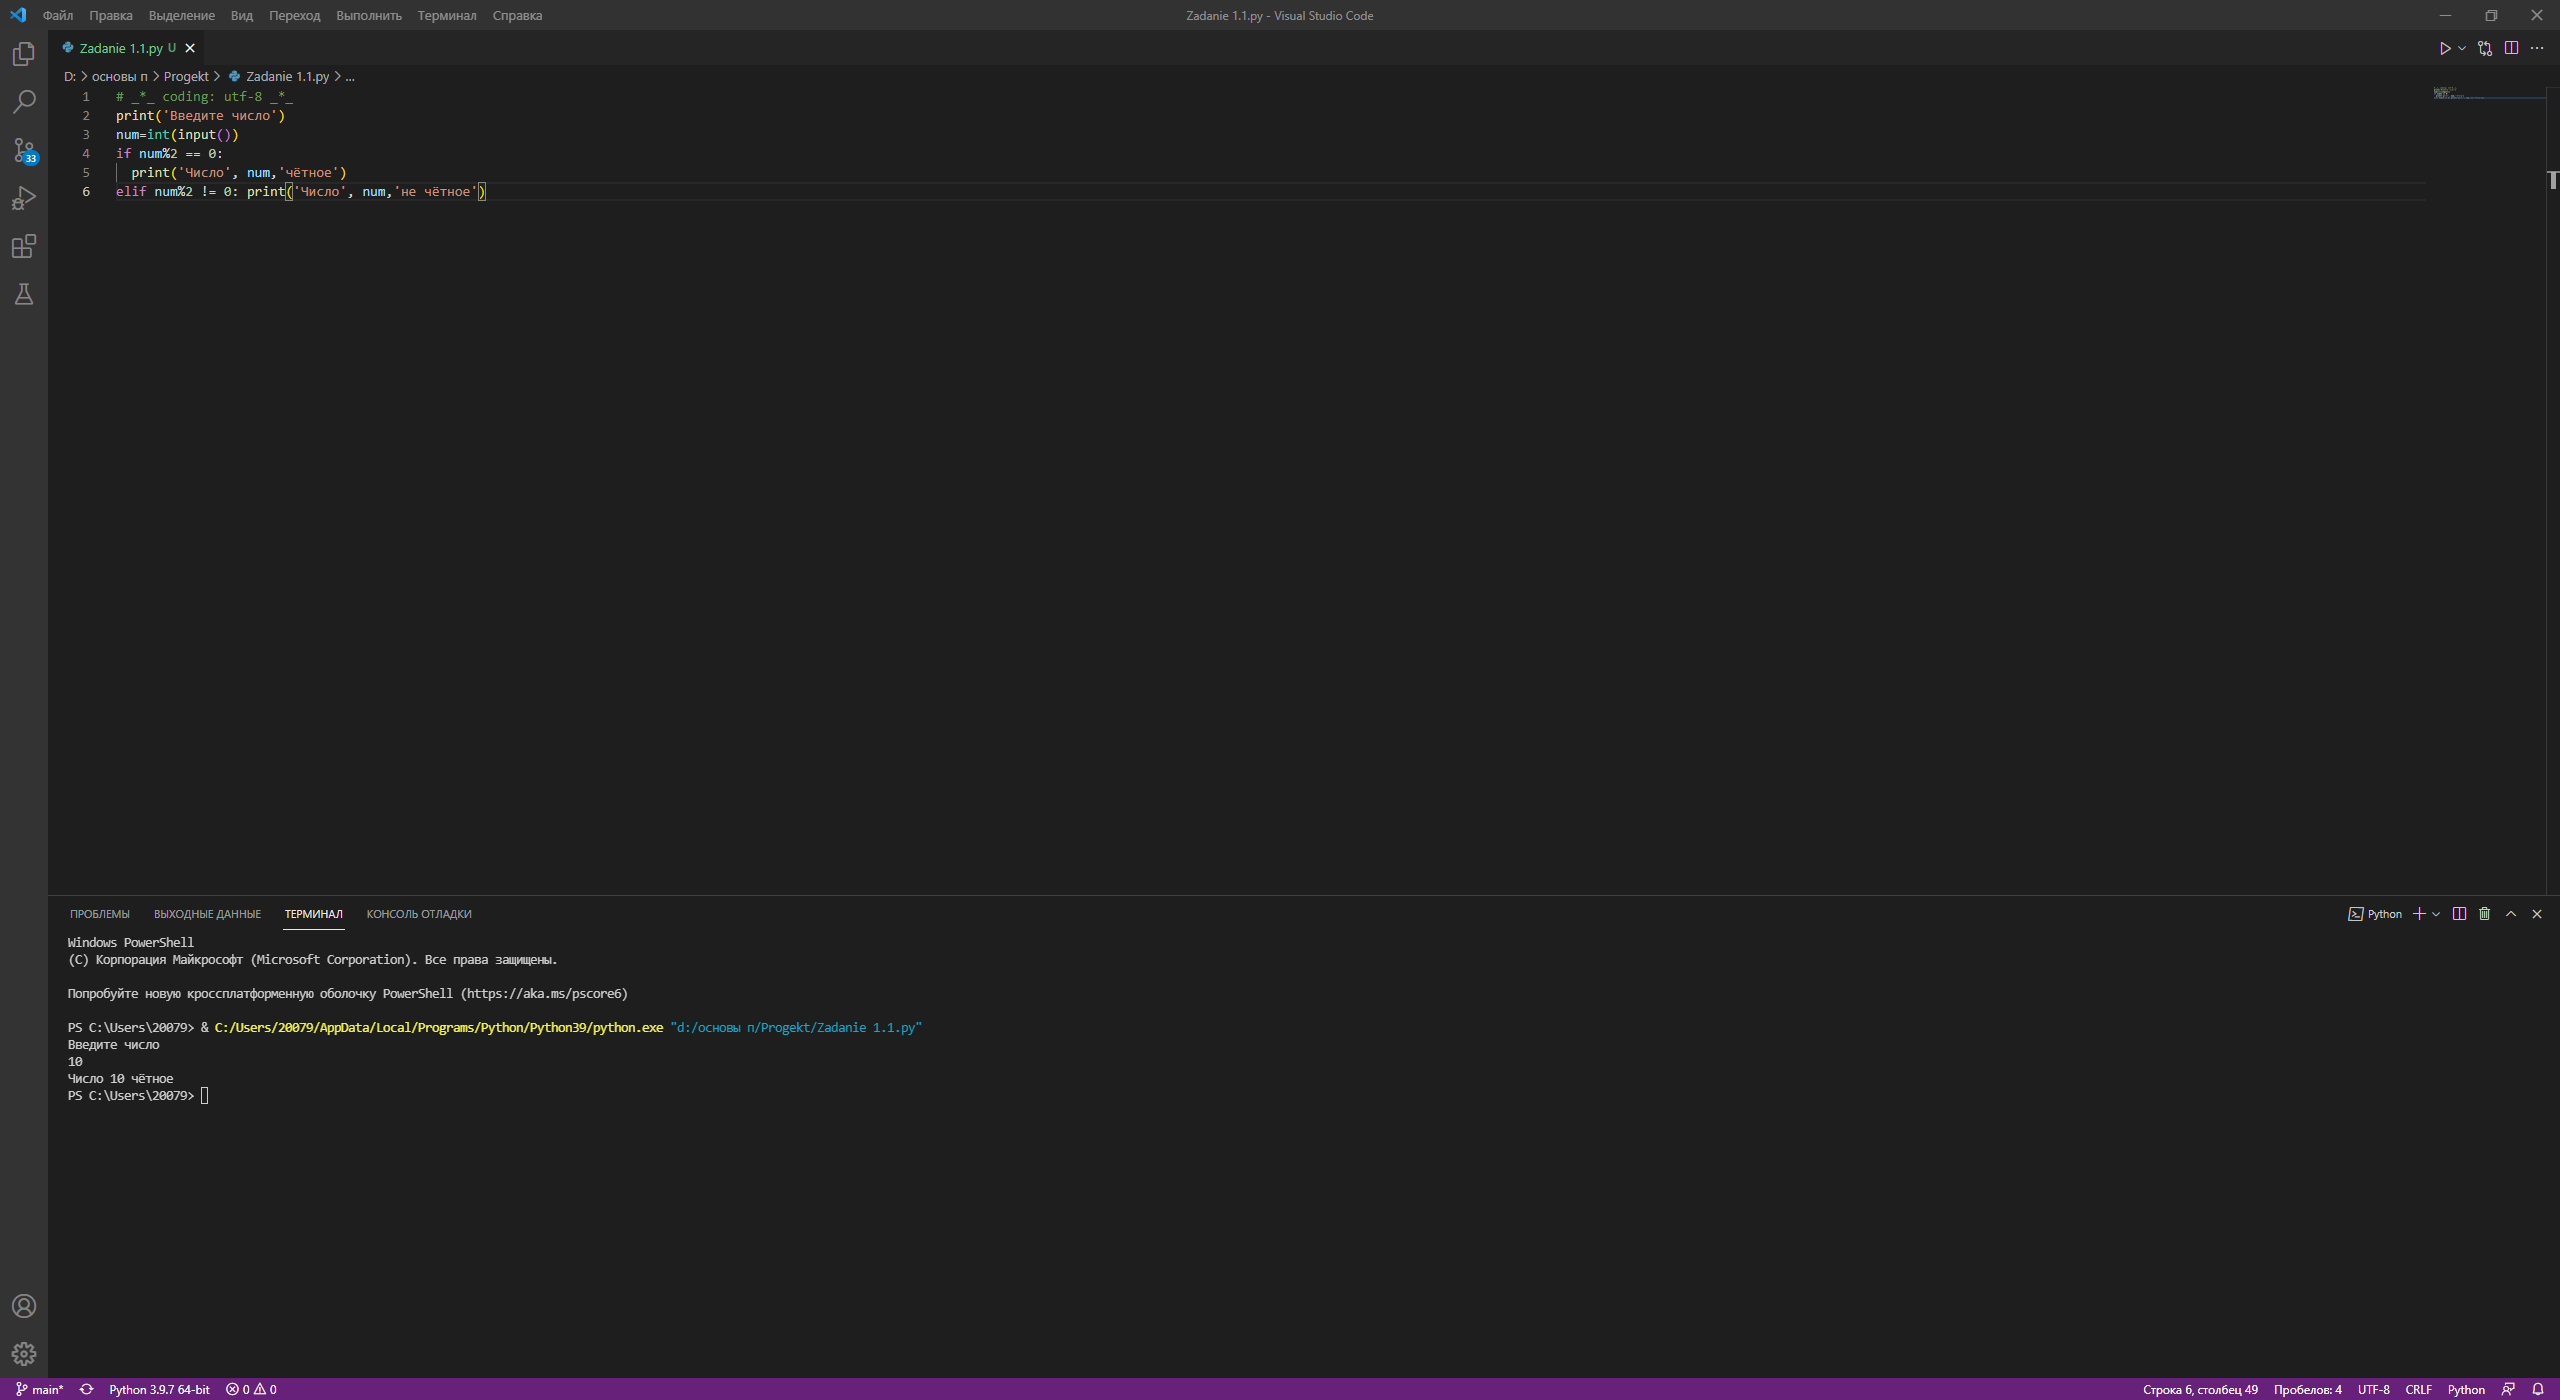 Файл Правка Выделение Вид Переход Выполнить Терминал Справка
Zadanie 1.1.py - Visual Studio Code
Zadanie 1.1.py U
D: > основы п > Progekt > Zadanie 1.1.py > ...
33
1 # _*_ coding: utf-8 _*_
2 print('Введите число')
3 num=int(input())
4 if num%2 == 0:
5 print('Число', num,'чётное')
6 elif num%2 != 0: print('Число', num,'не чётное')
ПРОБЛЕМЫ ВЫХОДНЫЕ ДАННЫЕ ТЕРМИНАЛ КОНСОЛЬ ОТЛАДКИ
Python
Windows PowerShell
(C) Корпорация Майкрософт (Microsoft Corporation). Все права защищены.
Попробуйте новую кроссплатформенную оболочку PowerShell (https://aka.ms/pscore6)
PS C:\Users\20079> & C:/Users/20079/AppData/Local/Programs/Python/Python39/python.exe "d:/основы п/Progekt/Zadanie 1.1.py"
Введите число
10
Число 10 чётное
PS C:\Users\20079>
main* Python 3.9.7 64-bit 0 0
Строка 6, столбец 49 Пробелов: 4 UTF-8 CRLF Python